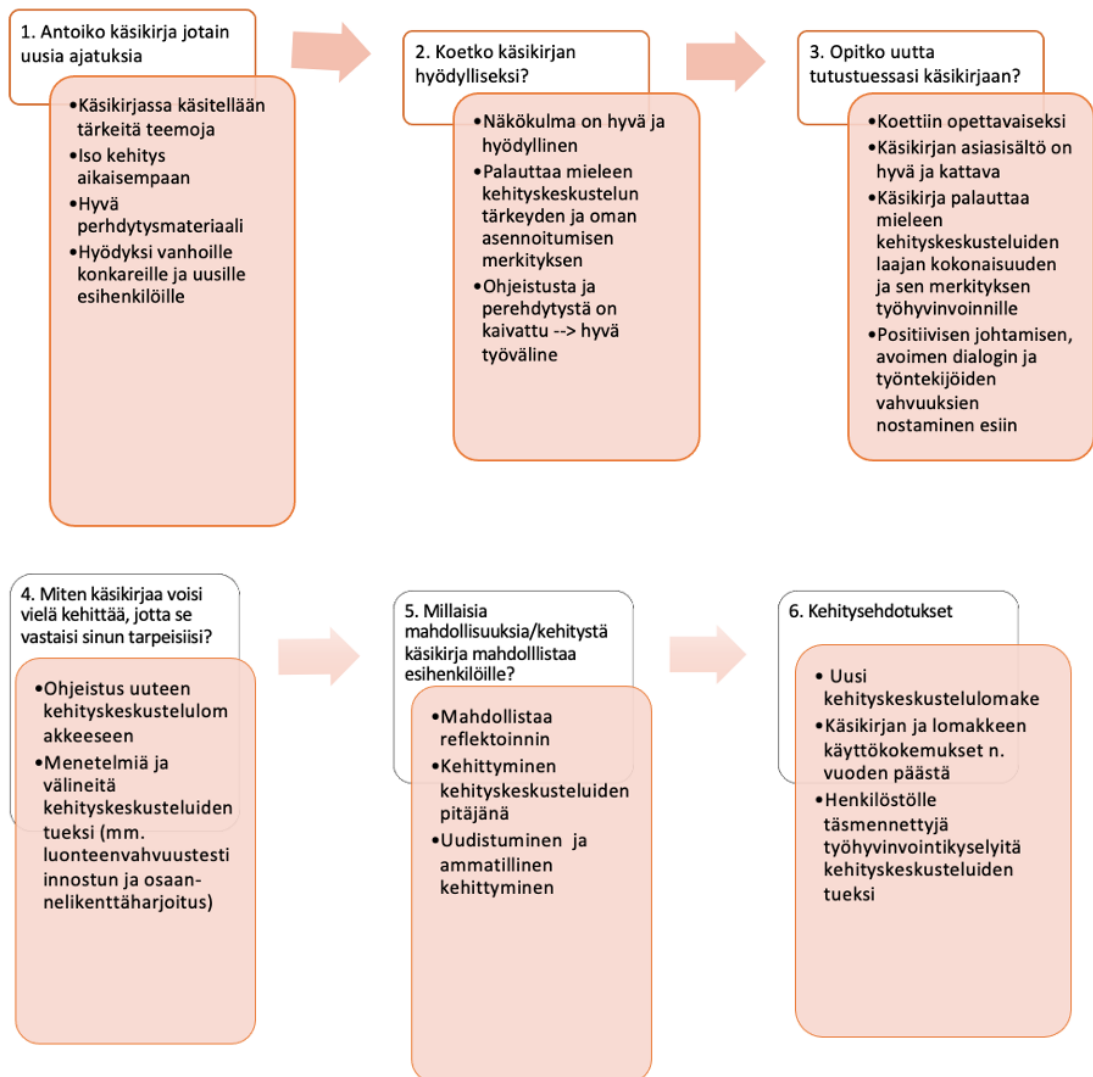 1. Antoiko käsikirja jotain
uusia ajatuksia
•Käsikirjassa käsitellään
tärkeitä teemoja
•Iso kehitys
aikaisempaan
•Hyvä
perhdytysmateriaali
•Hyödyksi vanhoille
konkareille ja uusille
esihenkilöille
2. Koetko käsikirjan
hyödylliseksi?
•Näkökulma on hyvä ja
hyödyllinen
•Palauttaa mieleen
kehityskeskustelun
tärkeyden ja oman
asennoitumisen
merkityksen
•Ohjeistusta ja
perehdytystä on
kaivattu --> hyvä
työväline
3. Opitko uutta
tutustuessasi käsikirjaan?
•Koettiin opettavaiseksi
•Käsikirjan asiasisältö on
hyvä ja kattava
•Käsikirja palauttaa
mieleen
kehityskeskusteluiden
laajan kokonaisuuden
ja sen merkityksen
työhyvinvoinnille
•Positiivisen johtamisen,
avoimen dialogin ja
työntekijöiden
vahvuuksien
nostaminen esiin
4. Miten käsikirjaa voisi
vielä kehittää, jotta se
vastaisi sinun tarpeisiisi?
•Ohjeistus uuteen
kehityskeskustelulom
akkeeseen
•Menetelmiä ja
välineitä
kehityskeskusteluiden
tueksi (mm.
luonteenvahvuustesti
innostun ja osaan-
nelikenttäharjoitus)
5. Millaisia
mahdollisuuksia/kehitystä
käsikirja mahdolllistaa
esihenkilöille?
•Mahdollistaa
reflektoinnin
•Kehittyminen
kehityskeskusteluiden
pitäjänä
•Uudistuminen ja
ammatillinen
kehittyminen
6. Kehitysehdotukset
• Uusi
kehityskeskustelulomake
•Käsikirjan ja lomakkeen
käyttökokemukset n.
vuoden päästä
•Henkilöstölle
täsmennettyjä
työhyvinvointikyselyitä
kehityskeskusteluiden
tueksi